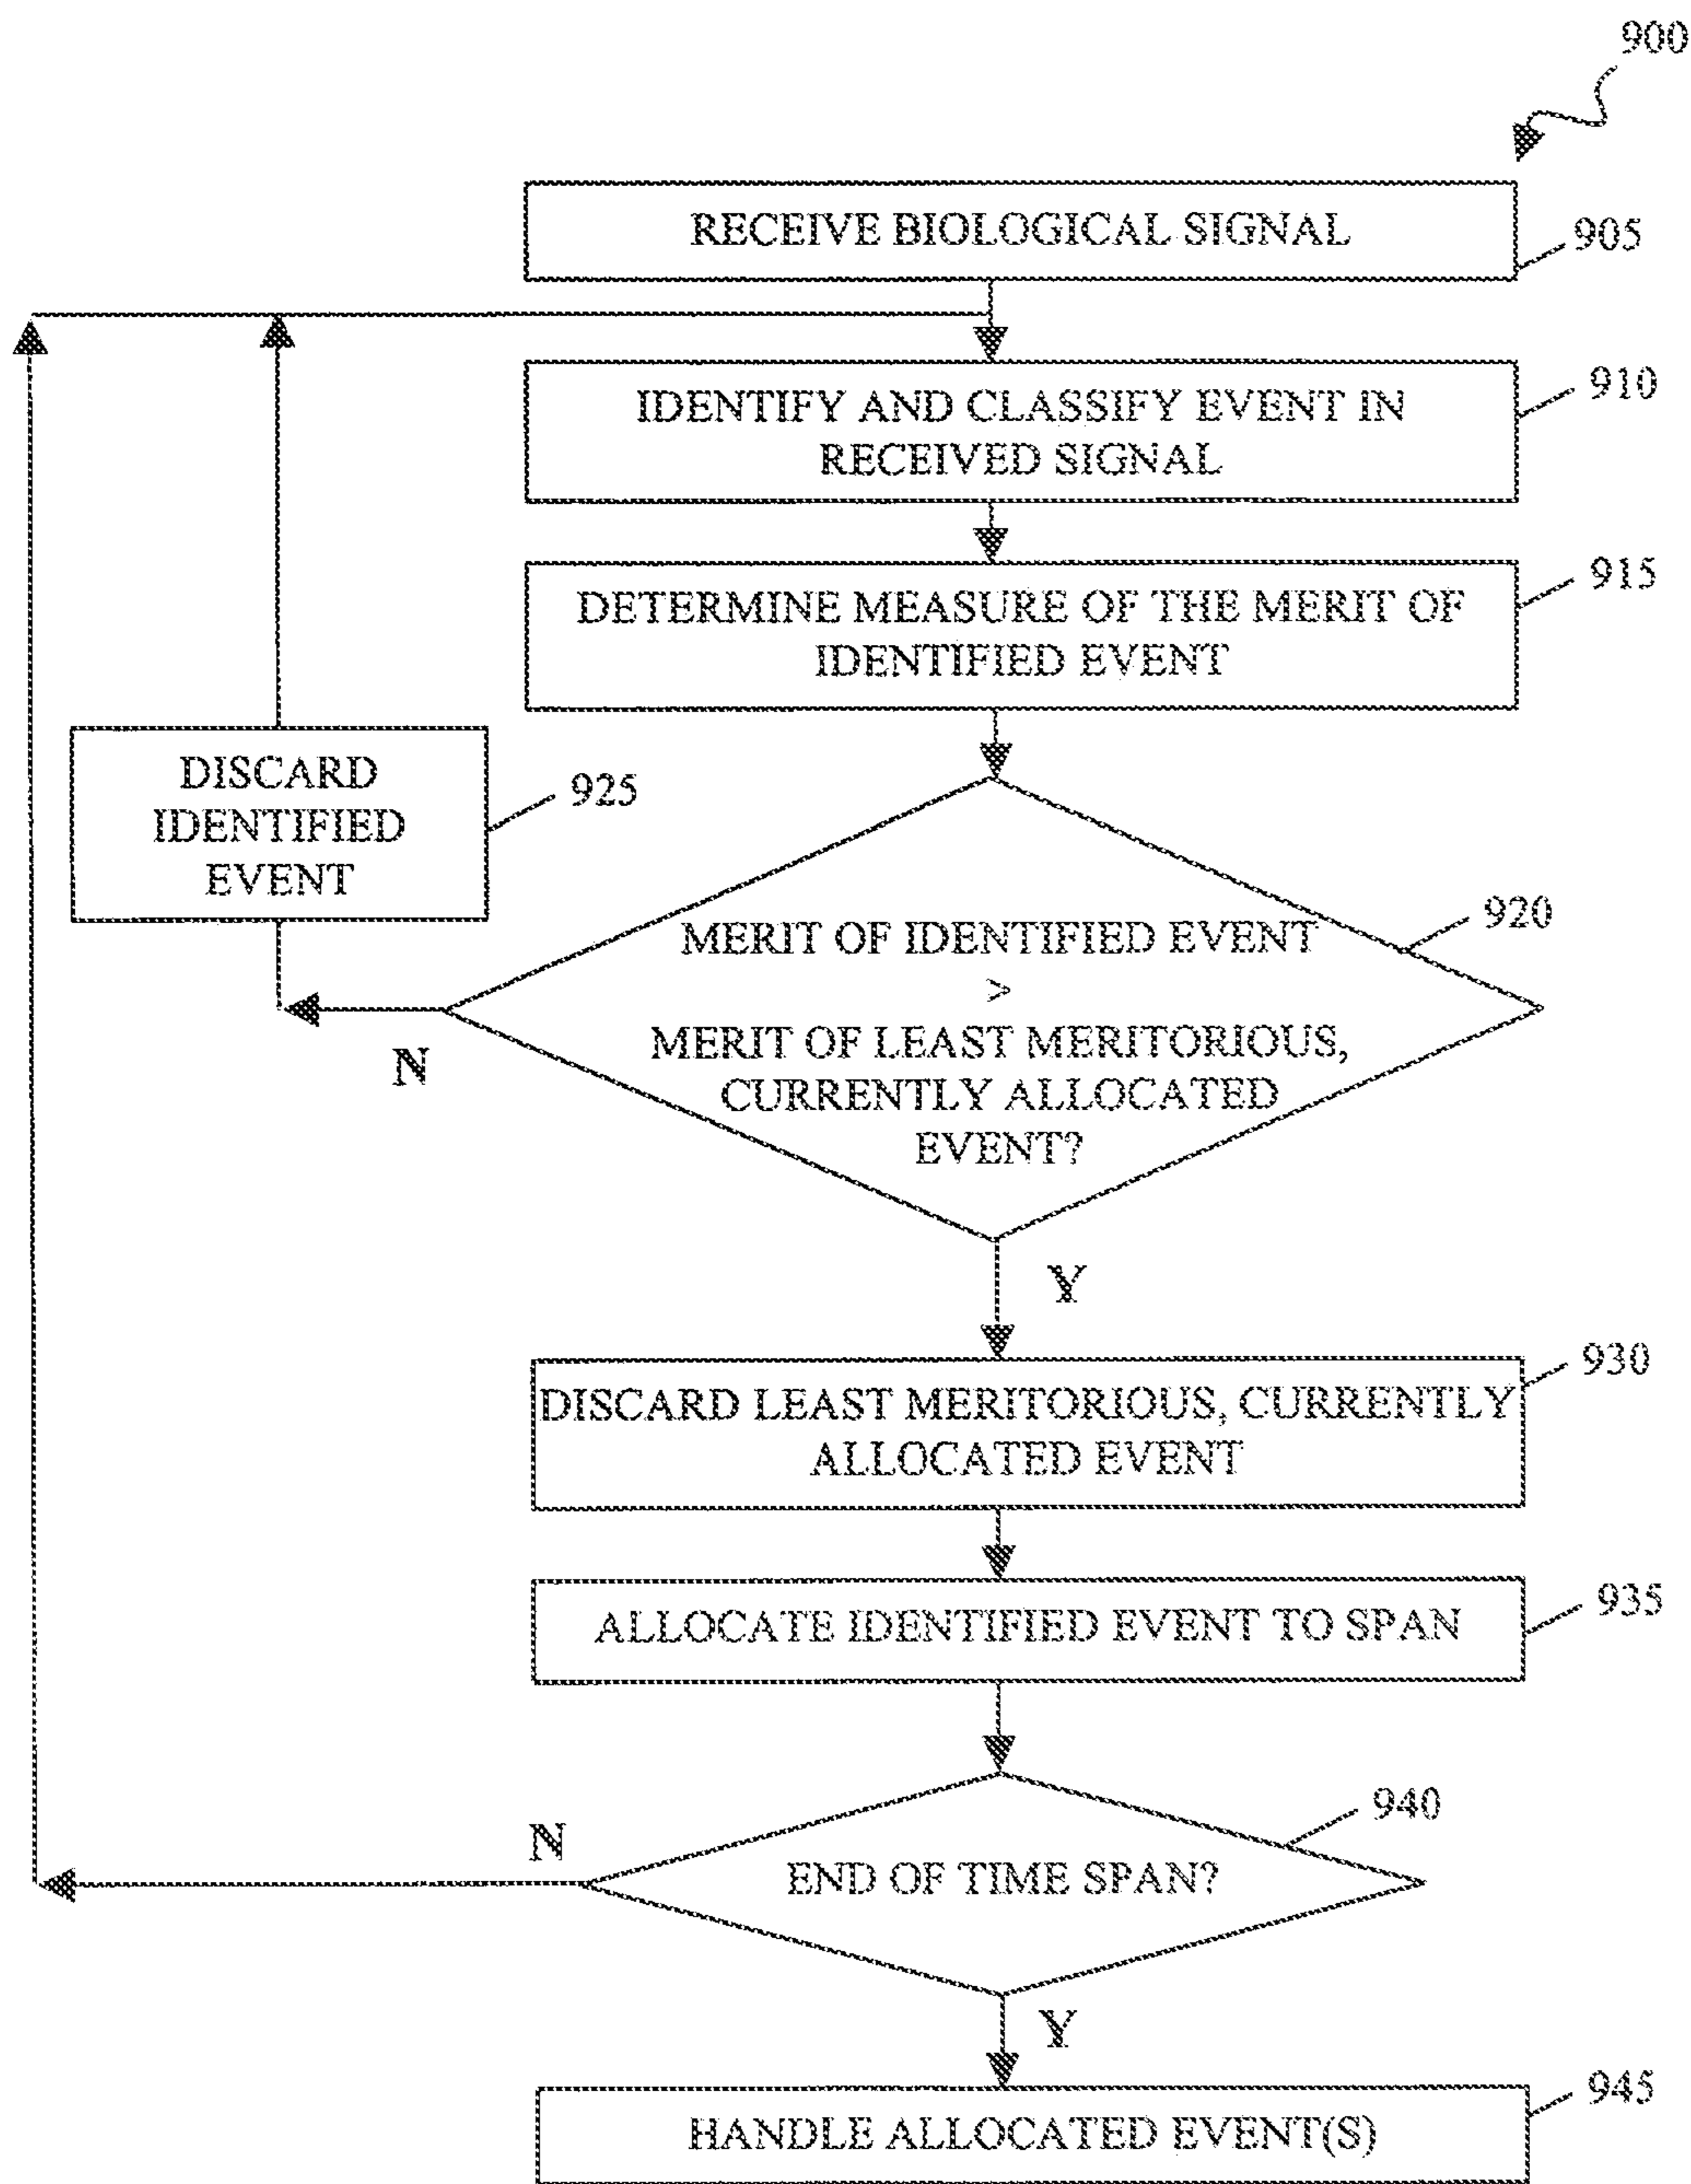 900
RECEIVE BIOLOGICAL SIGNAL
905
IDENTIFY AND CLASSIFY EVENT IN
RECEIVED SIGNAL
910
DETERMINE MEASURE OF THE MERIT OF
IDENTIFIED EVENT
915
DISCARD
IDENTIFIED
EVENT
925
MERIT OF IDENTIFIED EVENT
>
MERIT OF LEAST MERITORIOUS,
CURRENTLY ALLOCATED
EVENT?
920
N
Y
DISCARD LEAST MERITORIOUS, CURRENTLY
ALLOCATED EVENT
930
ALLOCATE IDENTIFIED EVENT TO SPAN
935
END OF TIME SPAN?
940
N
Y
HANDLE ALLOCATED EVENT(S)
945